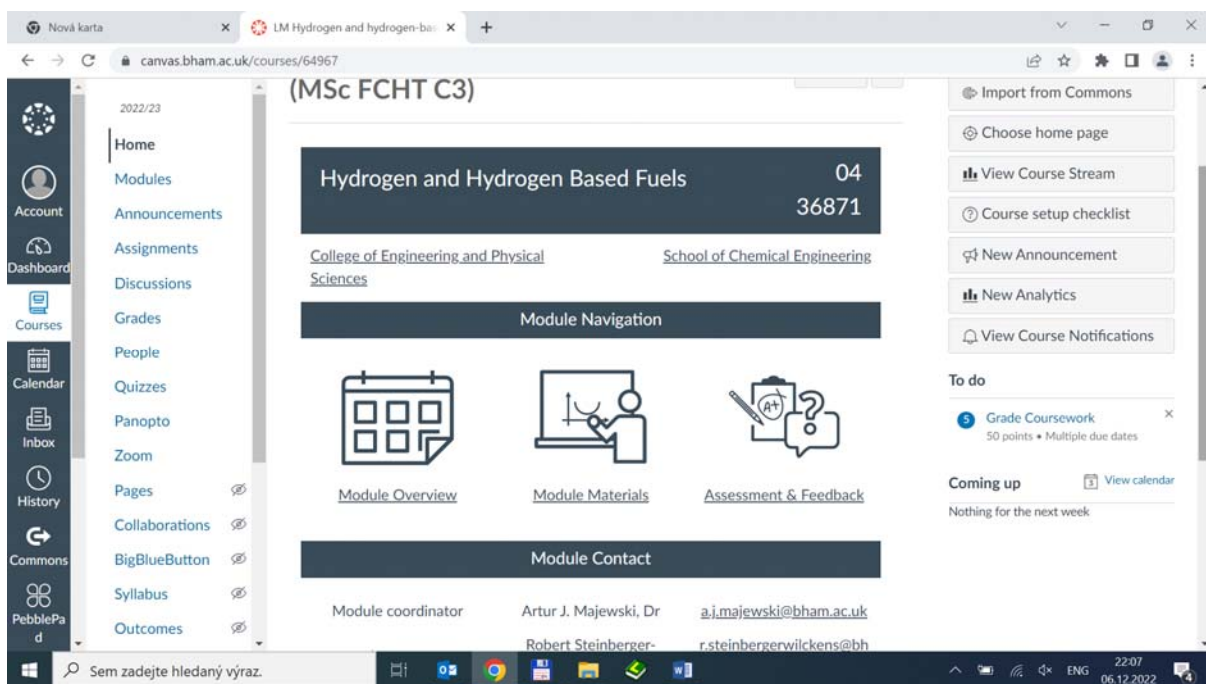 Nová karta
LM Hydrogen and hydrogen-bas
canvas.bham.ac.uk/courses/64967
Account
Dashboard
Courses
Calendar
Inbox
History
Commons
PebblePa
d
2022/23
Home
Modules
Announcements
Assignments
Discussions
Grades
People
Quizzes
Panopto
Zoom
Pages
Collaborations
BigBlueButton
Syllabus
Outcomes
(MSc FCHT C3)
Hydrogen and Hydrogen Based Fuels
04
36871
College of Engineering and Physical
Sciences
School of Chemical Engineering
Module Navigation
A+
Module Overview
Module Materials
Assessment & Feedback
Module Contact
Module coordinator
Artur J. Majewski, Dr
a.j.majewski@bham.ac.uk
Robert Steinberger-
r.steinbergerwilckens@bh
Import from Commons
Choose home page
View Course Stream
Course setup checklist
New Announcement
New Analytics
View Course Notifications
To do
5
Grade Coursework
50 points • Multiple due dates
Coming up
View calendar
Nothing for the next week
Sem zadejte hledaný výraz.
ENG
22:07
06.12.2022